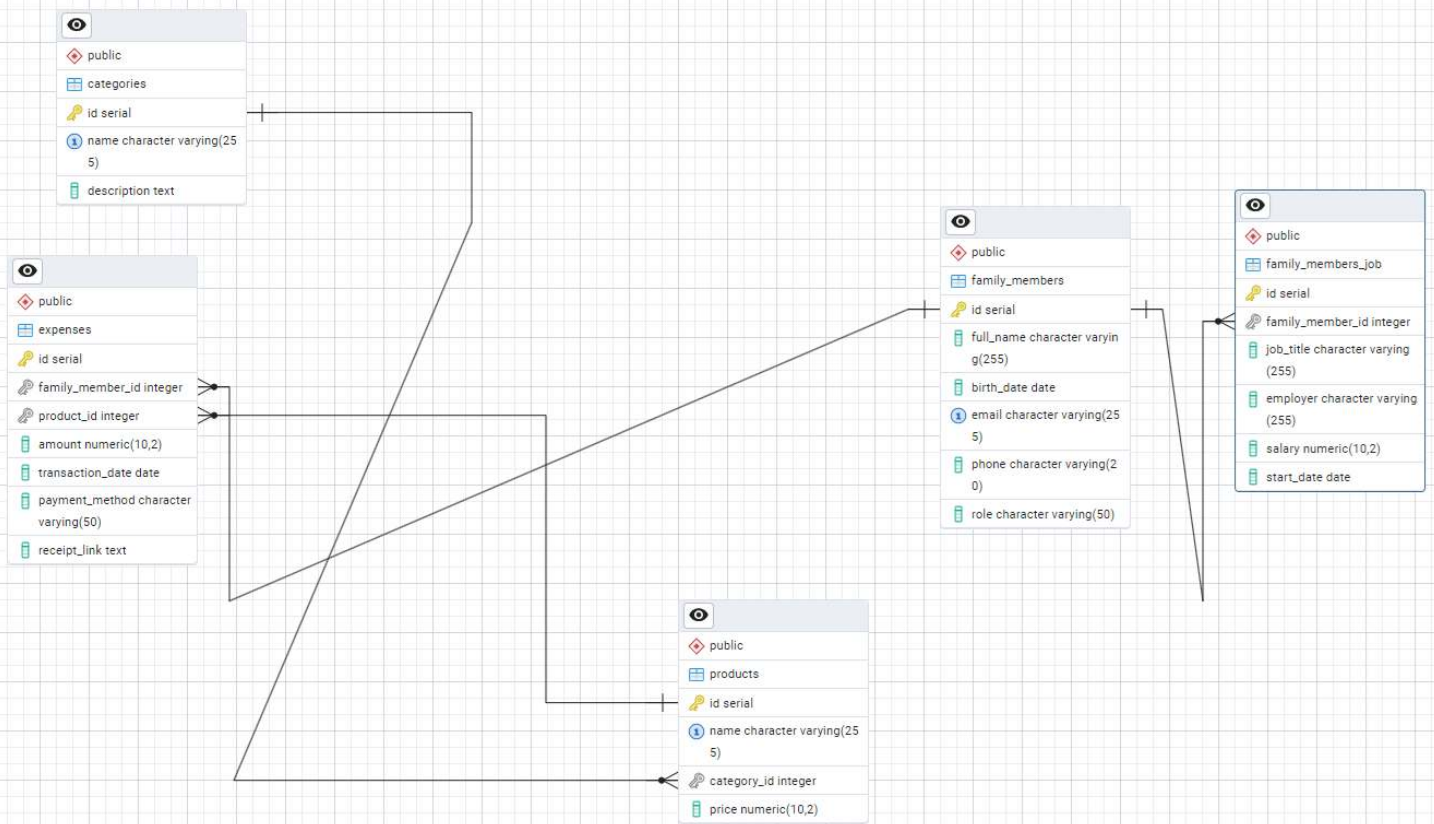 public
categories
id serial
name character varying(25
5)
description text
public
expenses
id serial
family_member_id integer
product_id integer
amount numeric(10,2)
transaction_date date
payment_method character
varying(50)
receipt_link text
public
family_members
id serial
full_name character varyin
g(255)
birth_date date
email character varying(25
5)
phone character varying(2
0)
role character varying(50)
public
family_members_job
id serial
family_member_id integer
job_title character varying
(255)
employer character varying
(255)
salary numeric(10,2)
start_date date
public
products
id serial
name character varying(25
5)
category_id integer
price numeric(10,2)